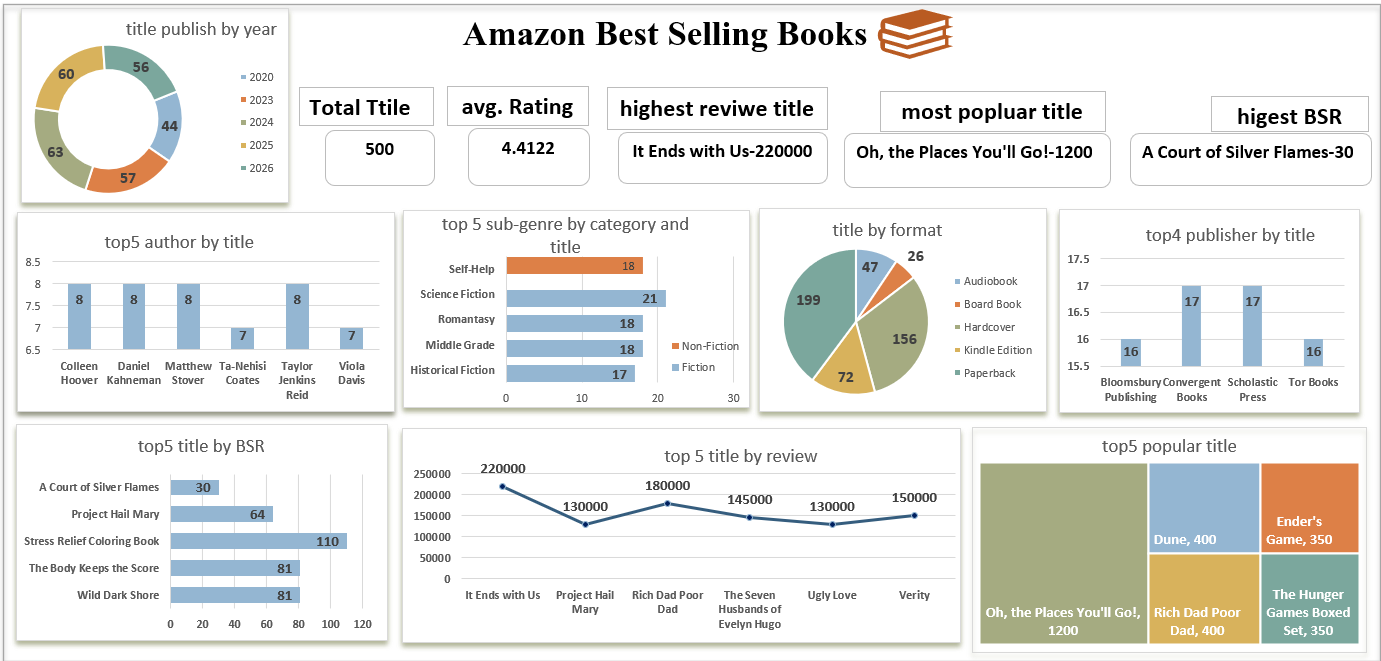 title publish by year
56
60
44
63
57
2020
2023
2024
2025
2026
Amazon Best Selling Books
Total Ttile
500
avg. Rating
4.4122
highest reviwe title
It Ends with Us-220000
most popluar title
Oh, the Places You'll Go!-1200
higest BSR
A Court of Silver Flames-30
top5 author by title
8.5
8
7.5
7
6.5
8
8
8
7
8
7
Colleen
Hoover
Daniel
Kahneman
Matthew
Stover
Ta-Nehisi
Coates
Taylor
Jenkins
Reid
Viola
Davis
top 5 sub-genre by category and
title
Self-Help
18
Science Fiction
21
Romantasy
18
Middle Grade
18
Historical Fiction
17
0
10
20
30
Non-Fiction
Fiction
title by format
47
26
199
156
72
Audiobook
Board Book
Hardcover
Kindle Edition
Paperback
top4 publisher by title
17.5
17
16.5
16
15.5
16
17
17
16
Bloomsbury
Publishing
Convergent
Books
Scholastic
Press
Tor Books
top5 title by BSR
A Court of Silver Flames
30
Project Hail Mary
64
Stress Relief Coloring Book
110
The Body Keeps the Score
81
Wild Dark Shore
81
0
20
40
60
80
100
120
top 5 title by review
250000
200000
150000
100000
50000
0
220000
130000
180000
145000
130000
150000
It Ends with Us
Project Hail
Mary
Rich Dad Poor
Dad
The Seven
Husbands of
Evelyn Hugo
Ugly Love
Verity
top5 popular title
Oh, the Places You'll Go!,
1200
Dune, 400
Ender's
Game, 350
Rich Dad Poor
Dad, 400
The Hunger
Games Boxed
Set, 350